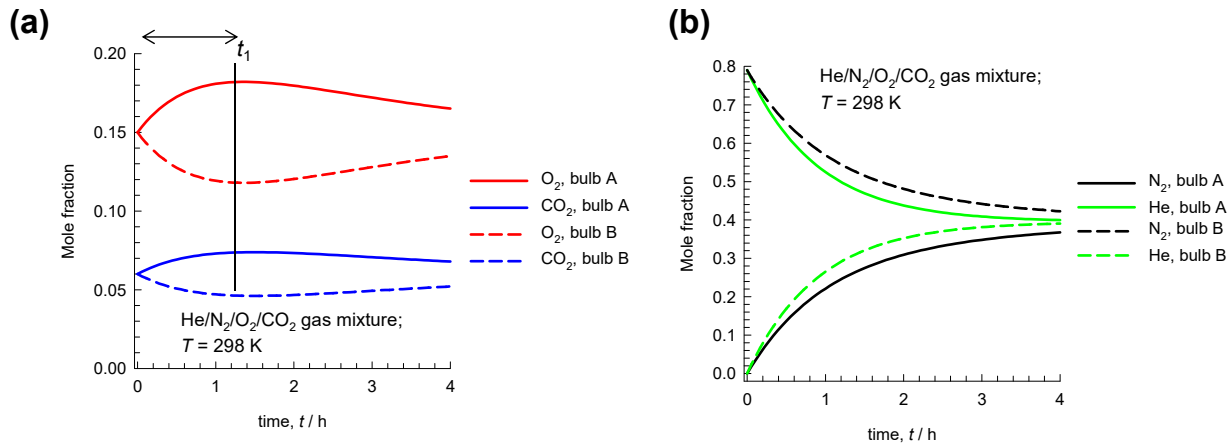 (a)
t₁
0.20
0.15
0.10
0.05
0.00
Mole fraction
He/N₂/O₂/CO₂ gas mixture;
T = 298 K
0 1 2 3 4
time, t / h
O₂, bulb A
CO₂, bulb A
O₂, bulb B
CO₂, bulb B
(b)
0.8
0.7
0.6
0.5
0.4
0.3
0.2
0.1
0.0
Mole fraction
He/N₂/O₂/CO₂ gas mixture;
T = 298 K
0 1 2 3 4
time, t / h
N₂, bulb A
He, bulb A
N₂, bulb B
He, bulb B